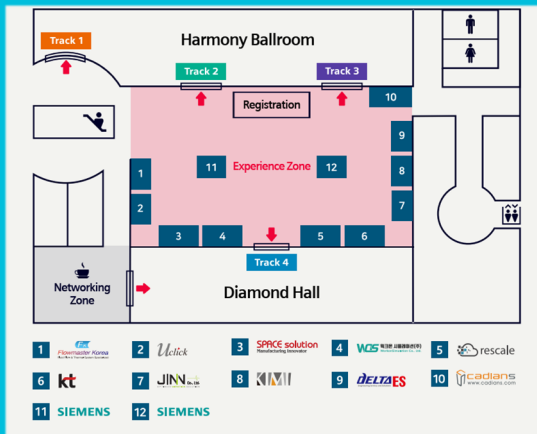 Harmony Ballroom
Track 1
Track 2
Track 3
Registration
10
9
Experience Zone
11
12
8
1
2
7
3
4
5
6
Track 4
Networking
Zone
Diamond Hall
1 Flowmaster Korea
2 Uclick
3 SPACE solution
Manufacturing Innovator
4 WGS
5 rescale
6 kt
7 JINN
8 KIMI
9 DELTAES
10 cadians
www.cadians.com
11 SIEMENS
12 SIEMENS